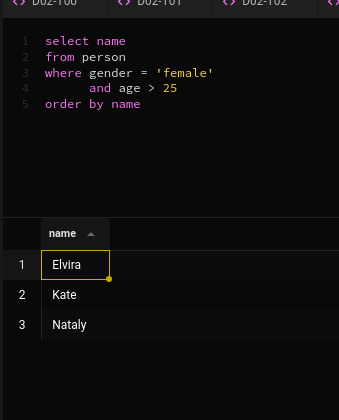 D02-100 D02-101 D02-102
1 select name
2 from person
3 where gender = 'female'
4 and age > 25
5 order by name
name
1 Elvira
2 Kate
3 Nataly